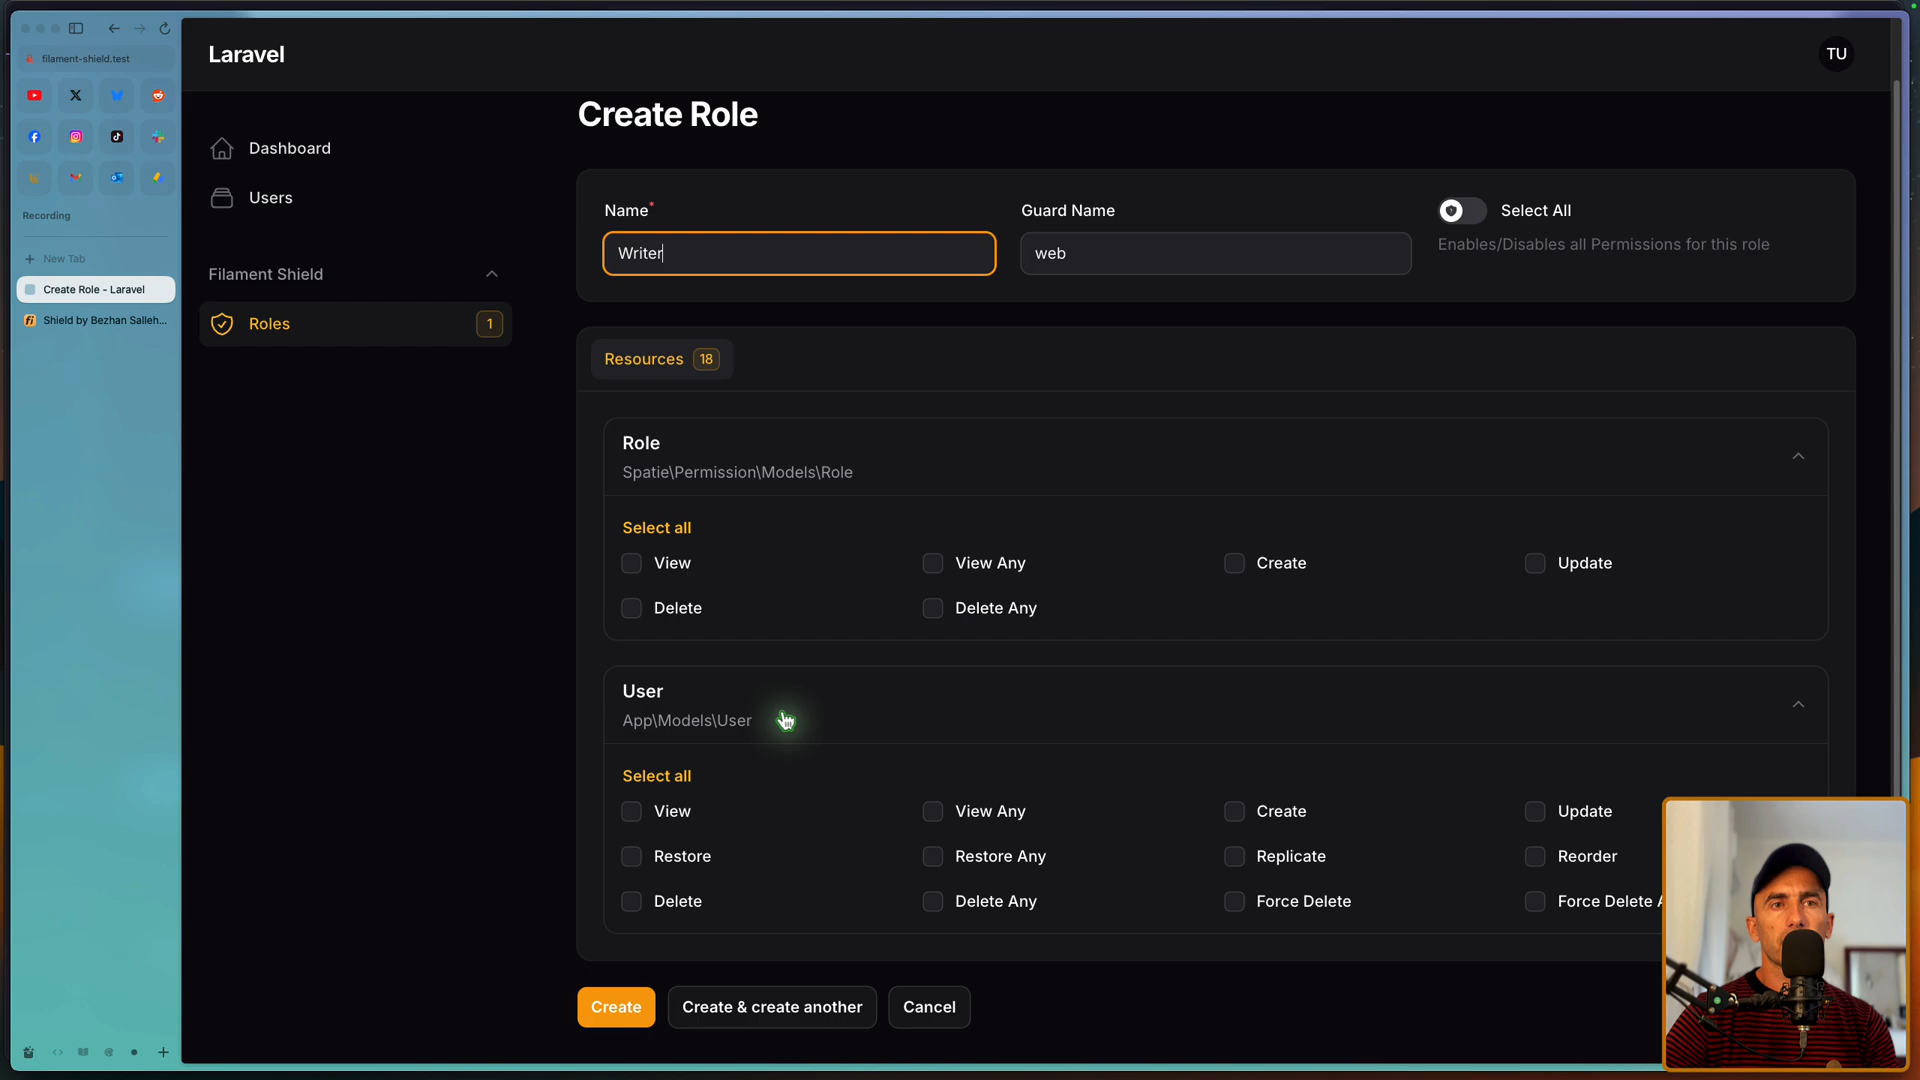 filament-shield.test
Recording
New Tab
Create Role - Laravel
Shield by Bezhan Salleh...
Laravel
TU
Dashboard
Users
Filament Shield
Roles
1
Create Role
Name*
Writer
Guard Name
web
Select All
Enables/Disables all Permissions for this role
Resources 18
Role
Spatie\Permission\Models\Role
Select all
View
View Any
Create
Update
Delete
Delete Any
User
App\Models\User
Select all
View
View Any
Create
Update
Restore
Restore Any
Replicate
Reorder
Delete
Delete Any
Force Delete
Force Delete A
Create
Create & create another
Cancel